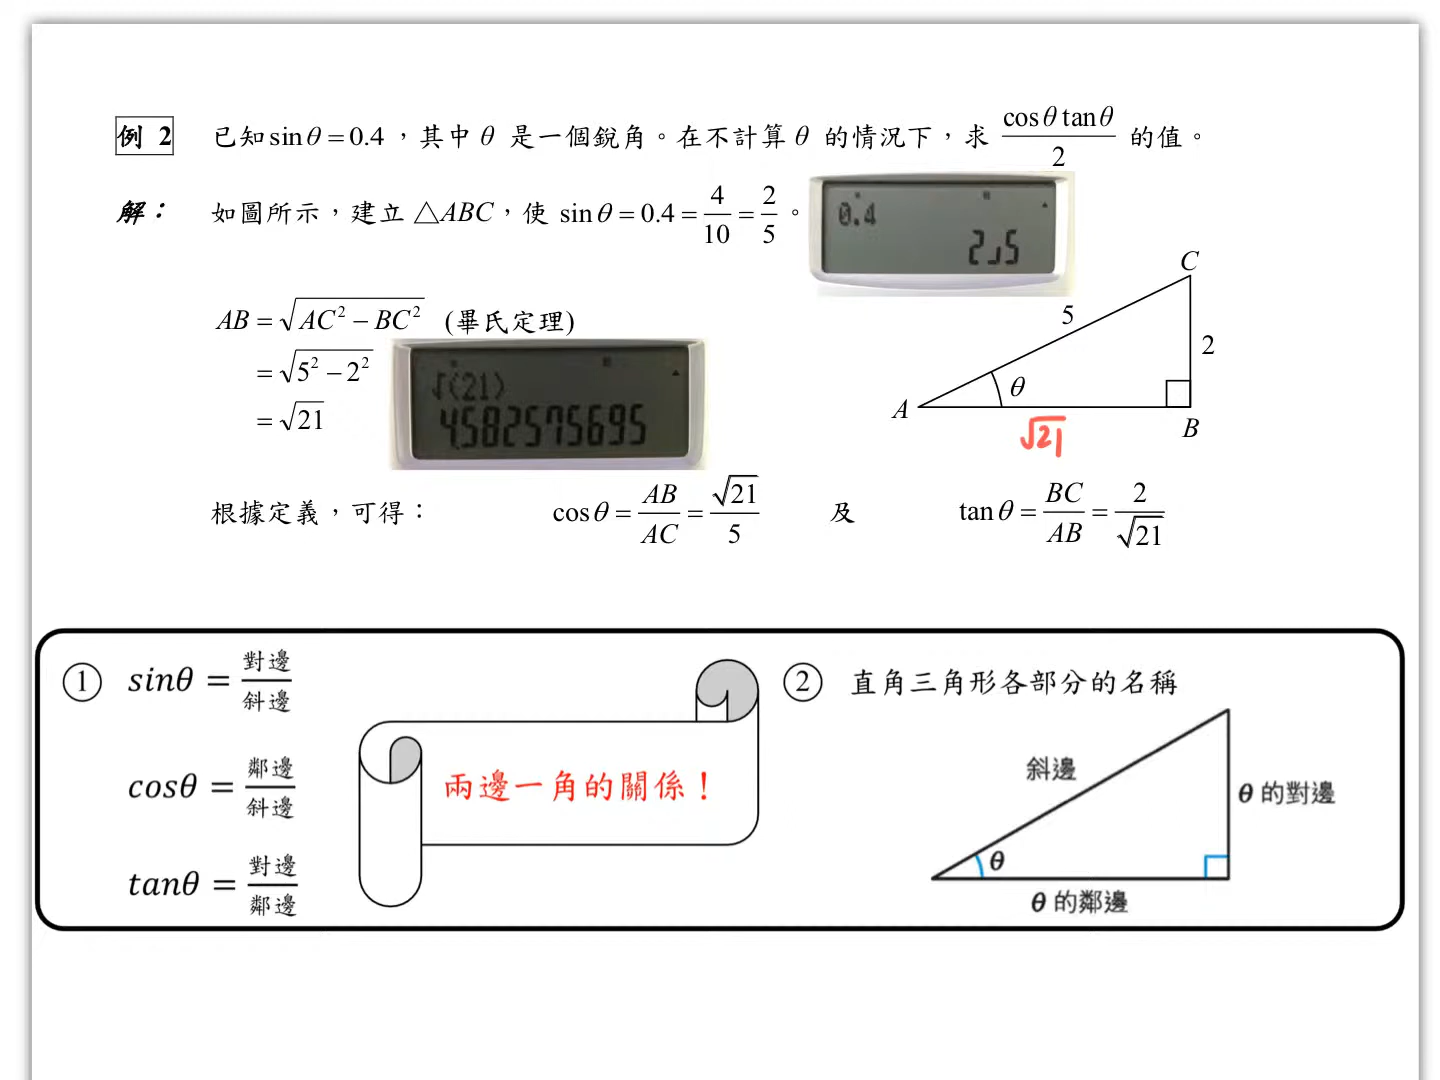 例 2 已知 sinθ = 0.4，其中 θ 是一個銳角。在不計算 θ 的情況下，求 cosθ tanθ / 2 的值。
解： 如圖所示，建立 △ABC，使 sinθ = 0.4 = 4/10 = 2/5。
0.4
2⌟5
AB = √(AC² − BC²) (畢氏定理)
= √(5² − 2²)
= √21
√(21)
4.582575695
C
5
2
θ
A
B
√21
根據定義，可得： cosθ = AB/AC = √21/5 及 tanθ = BC/AB = 2/√21
① sinθ = 對邊/斜邊
cosθ = 鄰邊/斜邊
tanθ = 對邊/鄰邊
兩邊一角的關係！
② 直角三角形各部分的名稱
斜邊
θ 的對邊
θ
θ 的鄰邊